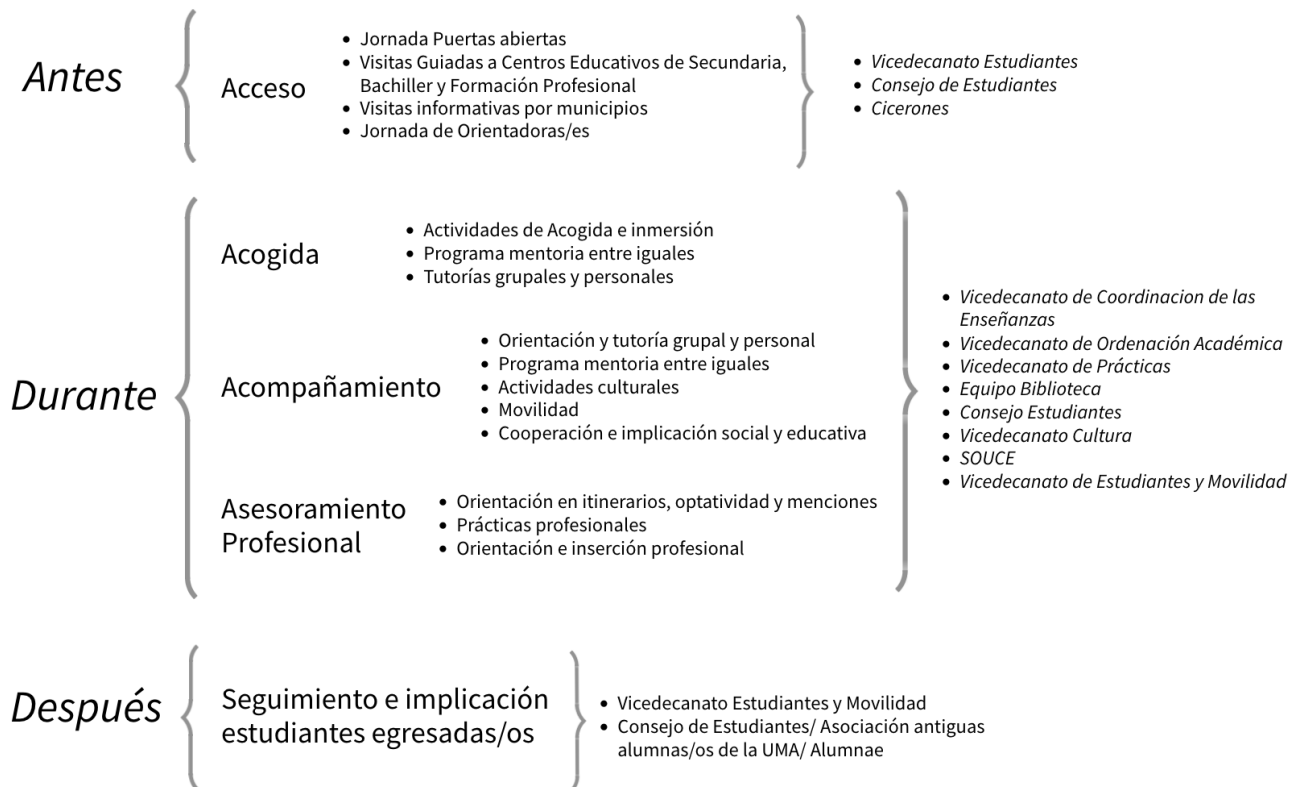 Antes
Acceso
• Jornada Puertas abiertas
• Visitas Guiadas a Centros Educativos de Secundaria,
Bachiller y Formación Profesional
• Visitas informativas por municipios
• Jornada de Orientadoras/es
• Vicedecanato Estudiantes
• Consejo de Estudiantes
• Cicerones
Durante
Acogida
• Actividades de Acogida e inmersión
• Programa mentoria entre iguales
• Tutorías grupales y personales
Acompañamiento
• Orientación y tutoría grupal y personal
• Programa mentoria entre iguales
• Actividades culturales
• Movilidad
• Cooperación e implicación social y educativa
Asesoramiento
Profesional
• Orientación en itinerarios, optatividad y menciones
• Prácticas profesionales
• Orientación e inserción profesional
• Vicedecanato de Coordinacion de las
Enseñanzas
• Vicedecanato de Ordenación Académica
• Vicedecanato de Prácticas
• Equipo Biblioteca
• Consejo Estudiantes
• Vicedecanato Cultura
• SOUCE
• Vicedecanato de Estudiantes y Movilidad
Después
Seguimiento e implicación
estudiantes egresadas/os
• Vicedecanato Estudiantes y Movilidad
• Consejo de Estudiantes/ Asociación antiguas
alumnas/os de la UMA/ Alumnae